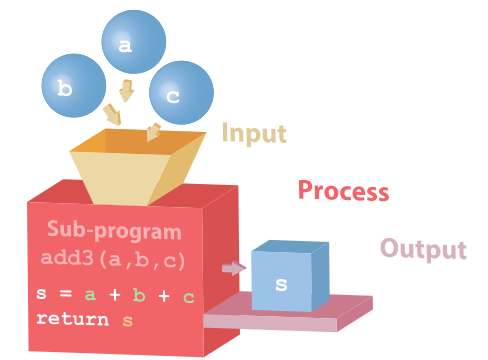 a
b
c
Input
Process
Sub-program
add3(a,b,c)
Output
s
s = a + b + c
return s